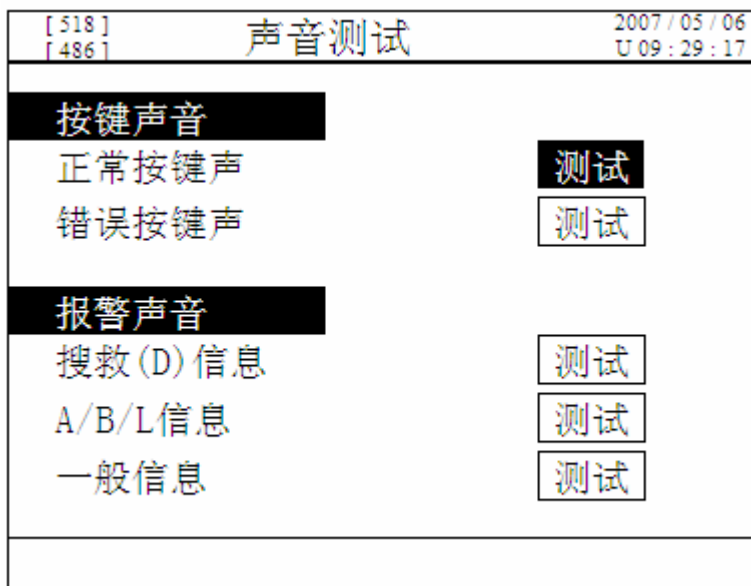 [ 518 ] 声音测试 2007 / 05 / 06
[ 486 ] U 09 : 29 : 17
按键声音
正常按键声 测试
错误按键声 测试
报警声音
搜救(D)信息 测试
A/B/L信息 测试
一般信息 测试